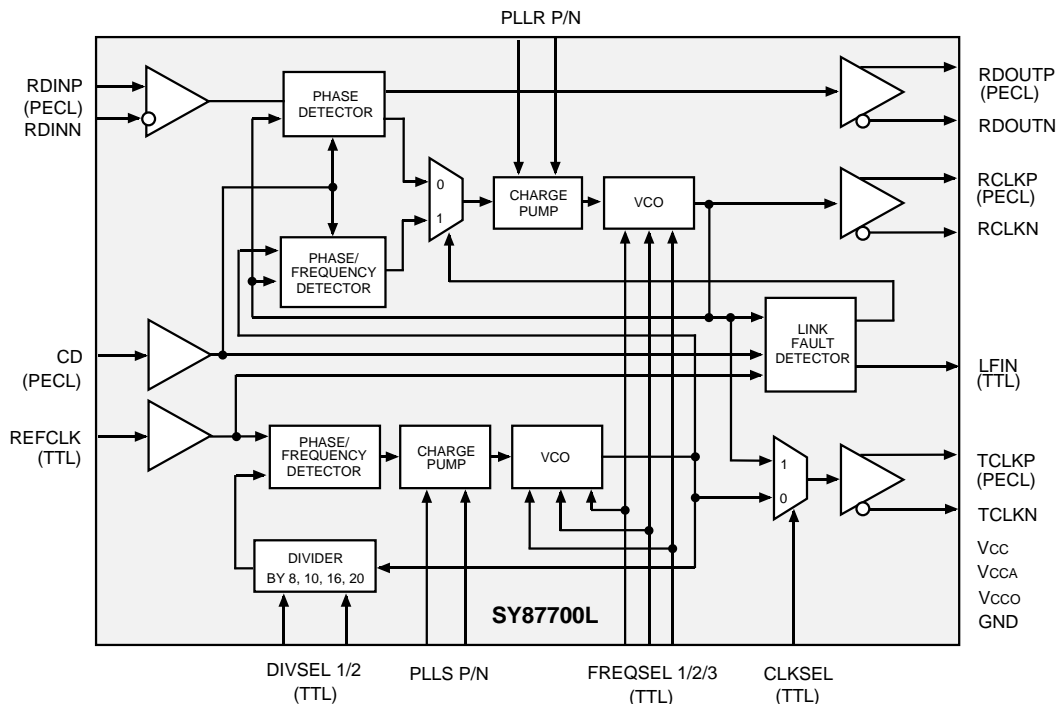 PLLR P/N
RDINP
(PECL)
RDINN
PHASE
DETECTOR
RDOUTP
(PECL)
RDOUTN
0
1
CHARGE
PUMP
VCO
RCLKP
(PECL)
RCLKN
PHASE/
FREQUENCY
DETECTOR
LINK
FAULT
DETECTOR
CD
(PECL)
LFIN
(TTL)
REFCLK
(TTL)
PHASE/
FREQUENCY
DETECTOR
CHARGE
PUMP
VCO
1
0
TCLKP
(PECL)
TCLKN
DIVIDER
BY 8, 10, 16, 20
VCC
VCCA
VCCO
GND
SY87700L
DIVSEL 1/2
(TTL)
PLLS P/N
FREQSEL 1/2/3
(TTL)
CLKSEL
(TTL)